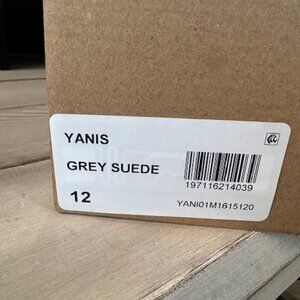 YANIS
GREY SUEDE
197116214039
12
YANI01M1615120